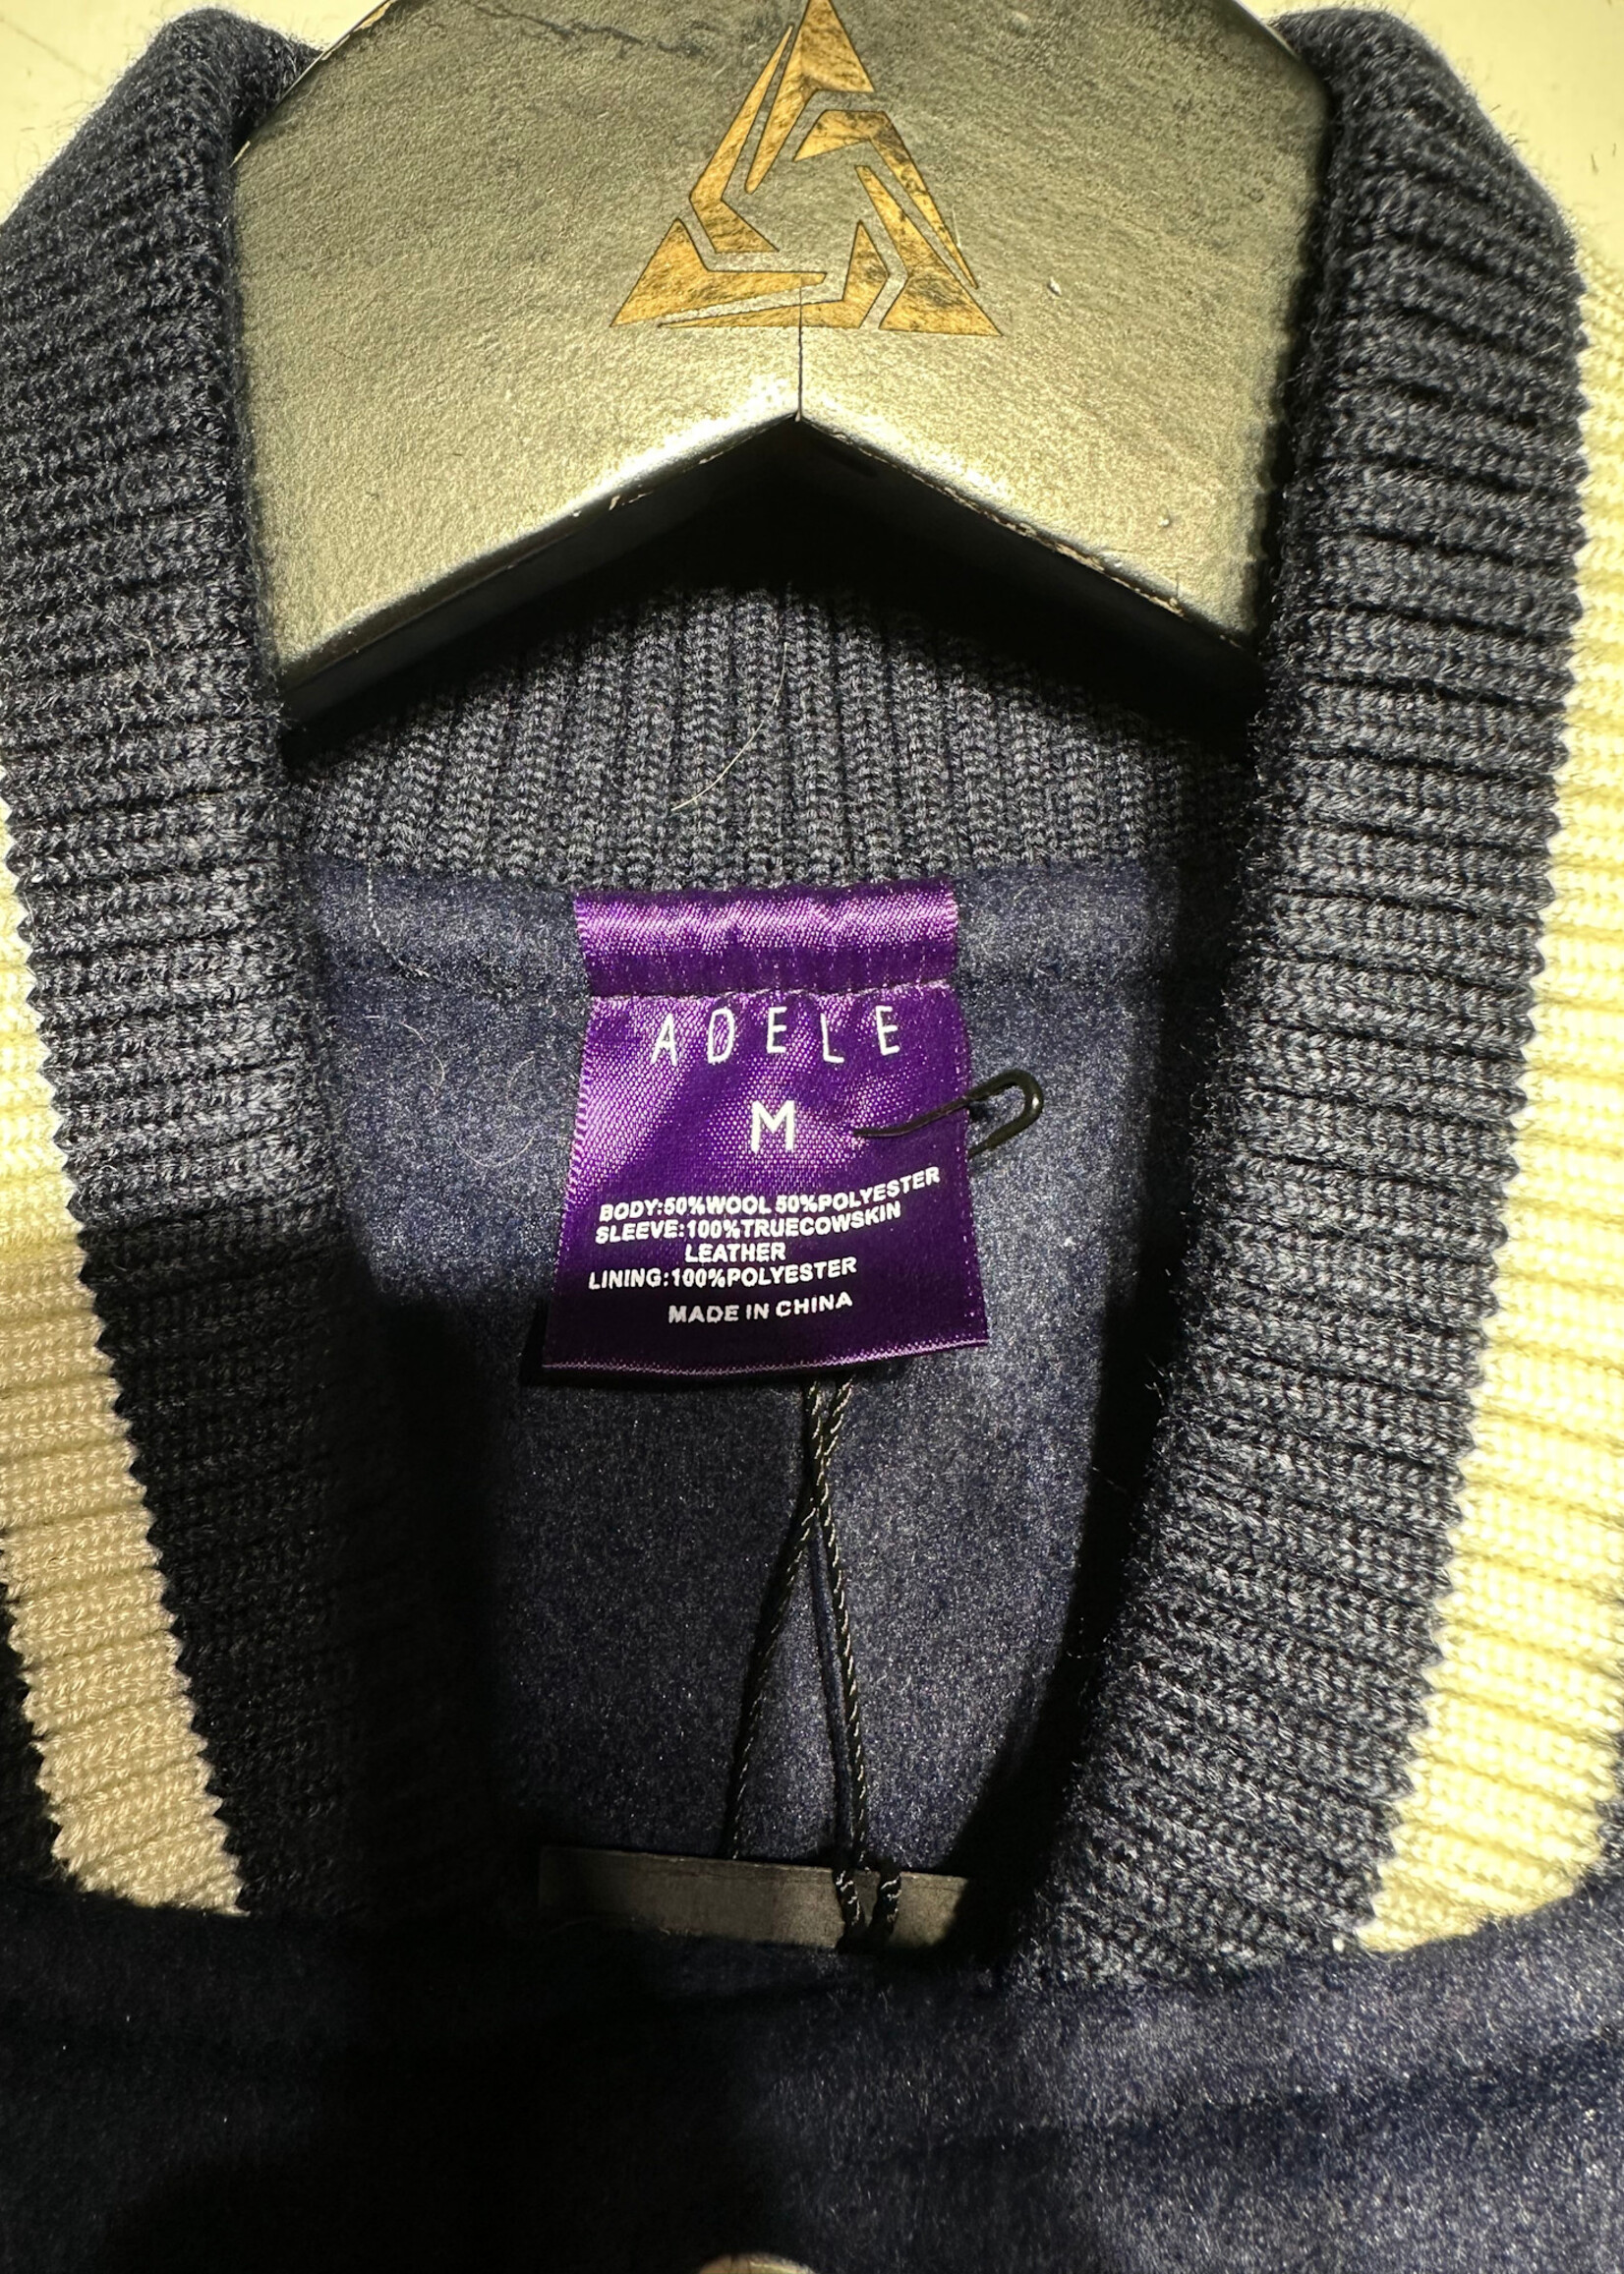 ADELE
M
BODY:50%WOOL 50%POLYESTER
SLEEVE:100%TRUECOWSKIN
LEATHER
LINING:100%POLYESTER
MADE IN CHINA